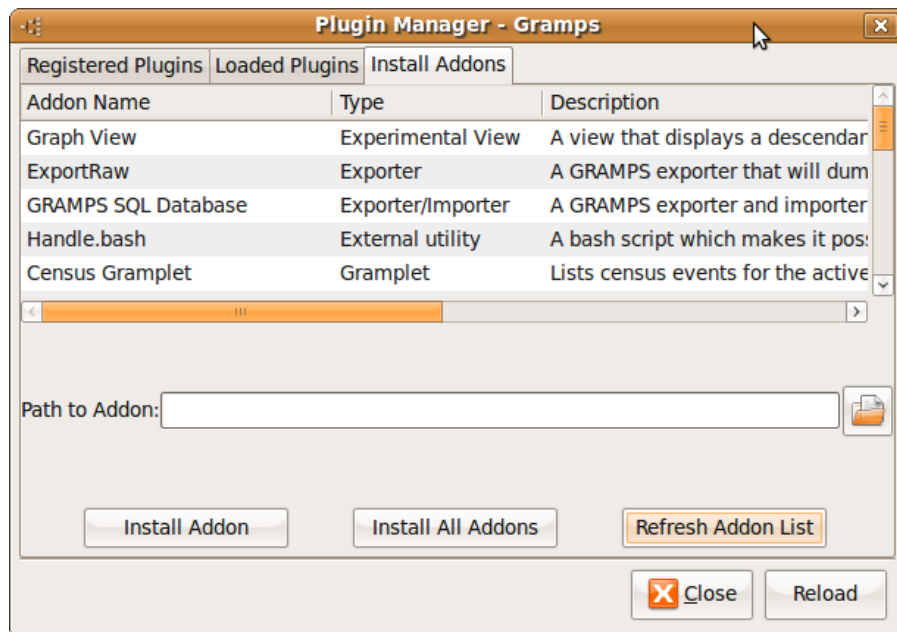 Plugin Manager - Gramps
Registered Plugins Loaded Plugins Install Addons
Addon Name Type Description
Graph View Experimental View A view that displays a descendar
ExportRaw Exporter A GRAMPS exporter that will dum
GRAMPS SQL Database Exporter/Importer A GRAMPS exporter and importer
Handle.bash External utility A bash script which makes it pos
Census Gramplet Gramplet Lists census events for the active
Path to Addon:
Install Addon Install All Addons Refresh Addon List
Close Reload